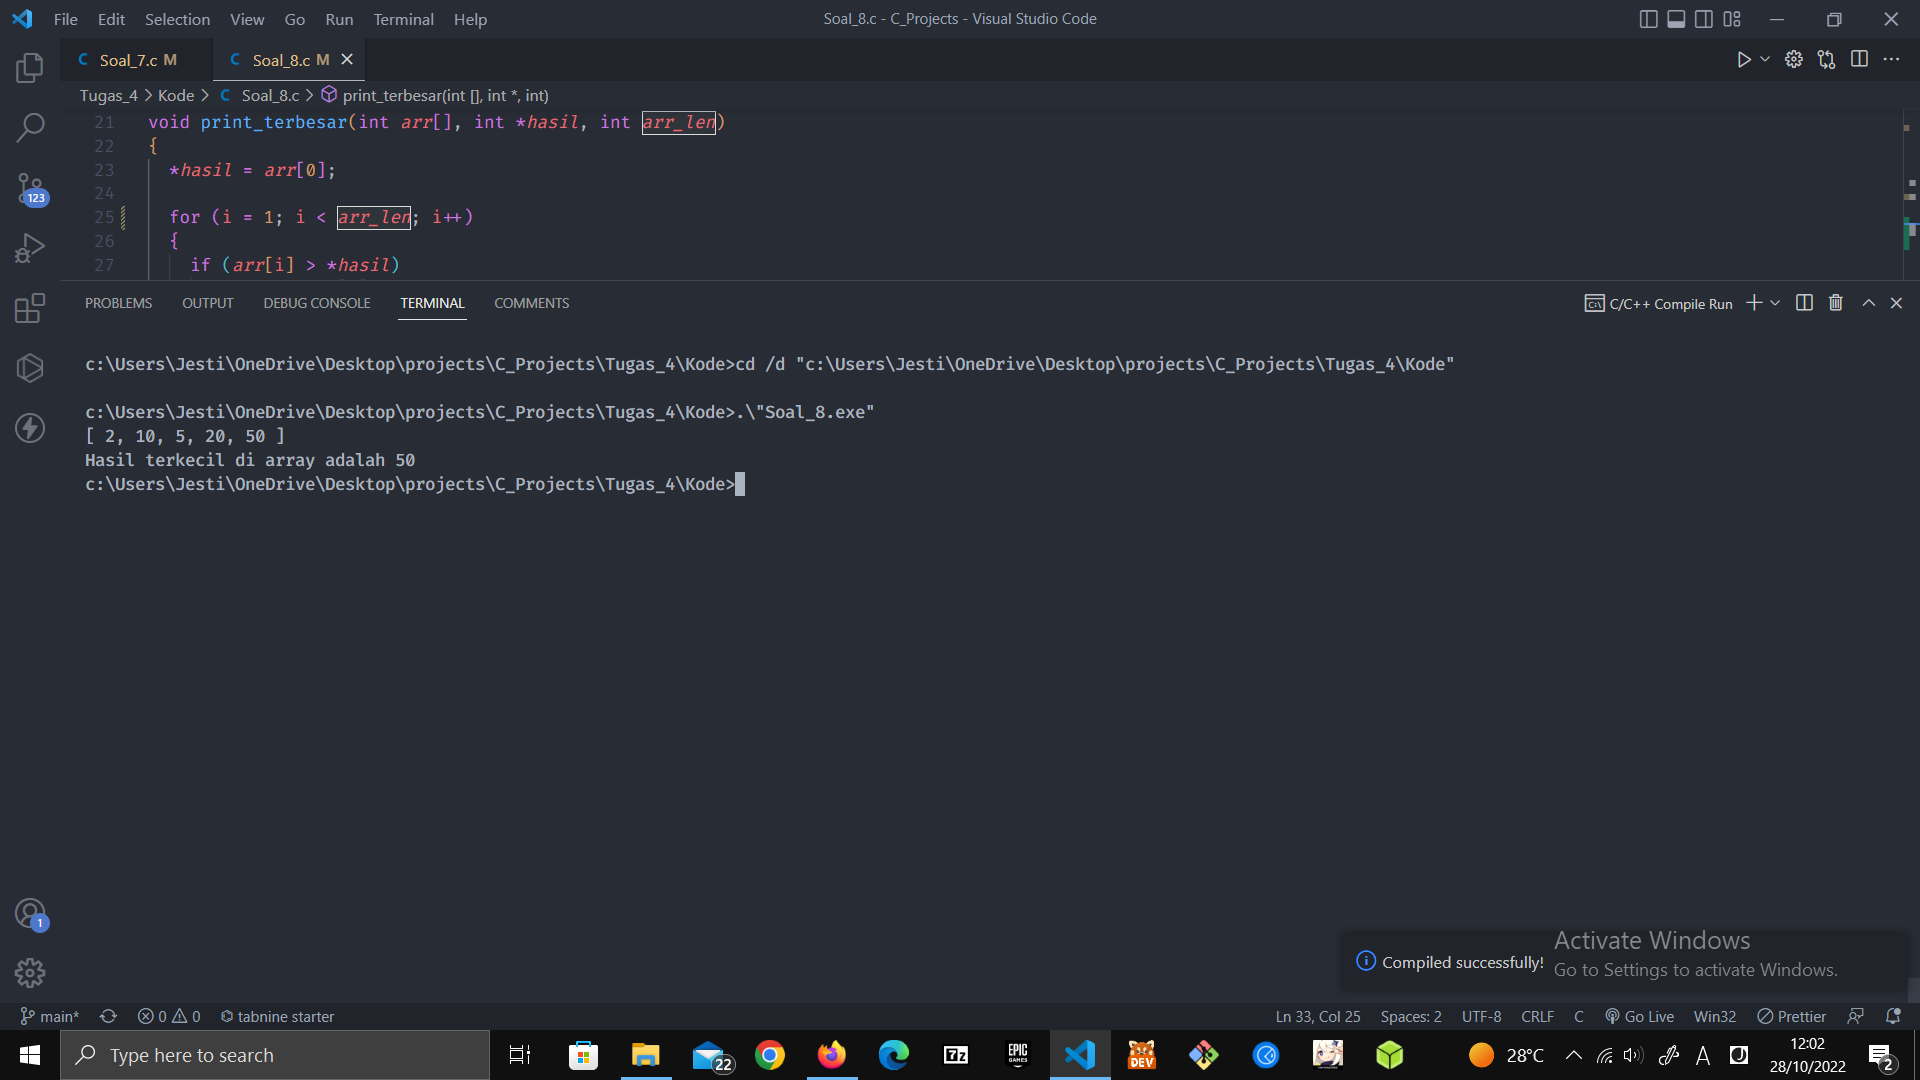 File Edit Selection View Go Run Terminal Help
Soal_8.c - C_Projects - Visual Studio Code
C Soal_7.c M
C Soal_8.c M
Tugas_4 > Kode > C Soal_8.c > print_terbesar(int [], int *, int)
21 void print_terbesar(int arr[], int *hasil, int arr_len)
22 {
23 *hasil = arr[0];
24
25 for (i = 1; i < arr_len; i++)
26 {
27 if (arr[i] > *hasil)
123
PROBLEMS OUTPUT DEBUG CONSOLE TERMINAL COMMENTS
C/C++ Compile Run
c:\Users\Jesti\OneDrive\Desktop\projects\C_Projects\Tugas_4\Kode>cd /d "c:\Users\Jesti\OneDrive\Desktop\projects\C_Projects\Tugas_4\Kode"
c:\Users\Jesti\OneDrive\Desktop\projects\C_Projects\Tugas_4\Kode>.\"Soal_8.exe"
[ 2, 10, 5, 20, 50 ]
Hasil terkecil di array adalah 50
c:\Users\Jesti\OneDrive\Desktop\projects\C_Projects\Tugas_4\Kode>
1
Compiled successfully!
Activate Windows
Go to Settings to activate Windows.
main* 0 0 tabnine starter
Ln 33, Col 25 Spaces: 2 UTF-8 CRLF C Go Live Win32 Prettier
Type here to search
22
7z
EPIC GAMES
DEV
28°C
A
12:02
28/10/2022
2